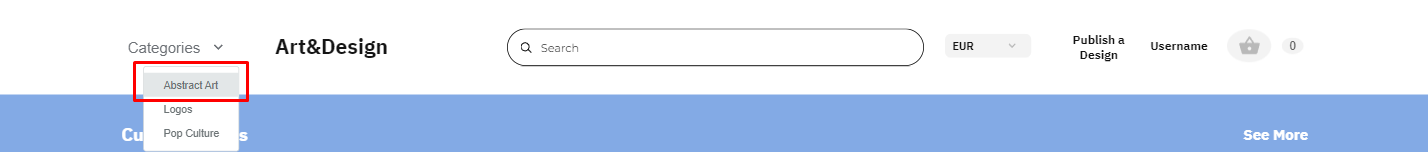 Categories
Art&Design
Search
EUR
Publish a
Design
Username
0
Abstract Art
Logos
Pop Culture
See More